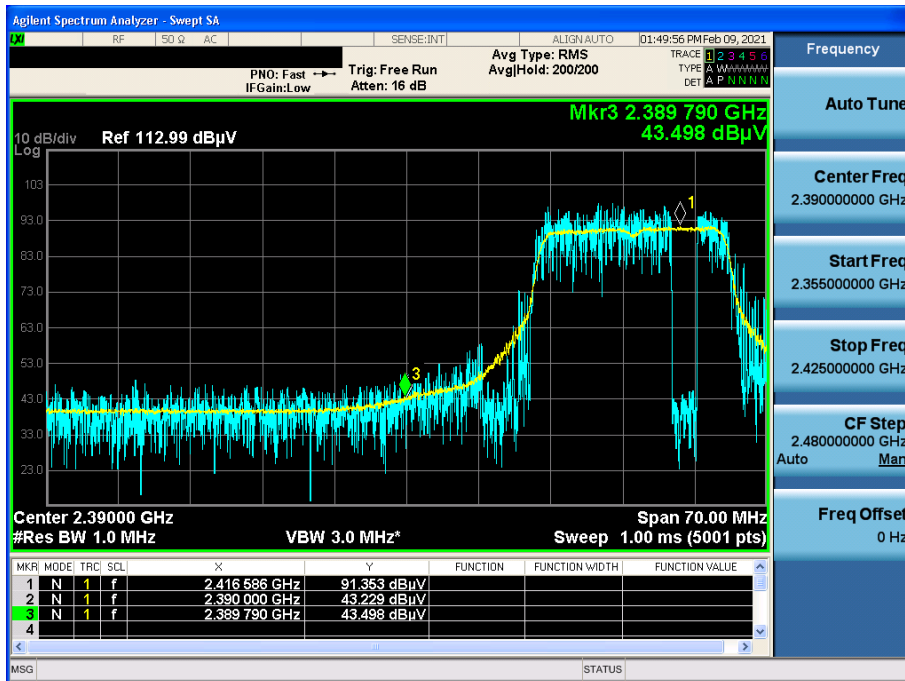 Agilent Spectrum Analyzer - Swept SA
LXI RF 50 Ω AC SENSE:INT ALIGN AUTO 01:49:56 PM Feb 09, 2021
Avg Type: RMS TRACE 1 2 3 4 5 6
PNO: Fast Trig: Free Run Avg|Hold: 200/200 TYPE A W W W W W
IFGain:Low Atten: 16 dB DET A P N N N N
Mkr3 2.389 790 GHz
43.498 dBµV
10 dB/div Ref 112.99 dBµV
Log
103
93.0
83.0
73.0
63.0
53.0
43.0
33.0
23.0
1
3
Center 2.39000 GHz Span 70.00 MHz
#Res BW 1.0 MHz VBW 3.0 MHz* Sweep 1.00 ms (5001 pts)
MKR MODE TRC SCL X Y FUNCTION FUNCTION WIDTH FUNCTION VALUE
1 N 1 f 2.416 586 GHz 91.353 dBµV
2 N 1 f 2.390 000 GHz 43.229 dBµV
3 N 1 f 2.389 790 GHz 43.498 dBµV
4
MSG STATUS
Frequency
Auto Tune
Center Freq
2.390000000 GHz
Start Freq
2.355000000 GHz
Stop Freq
2.425000000 GHz
CF Step
2.480000000 GHz
Auto Man
Freq Offset
0 Hz